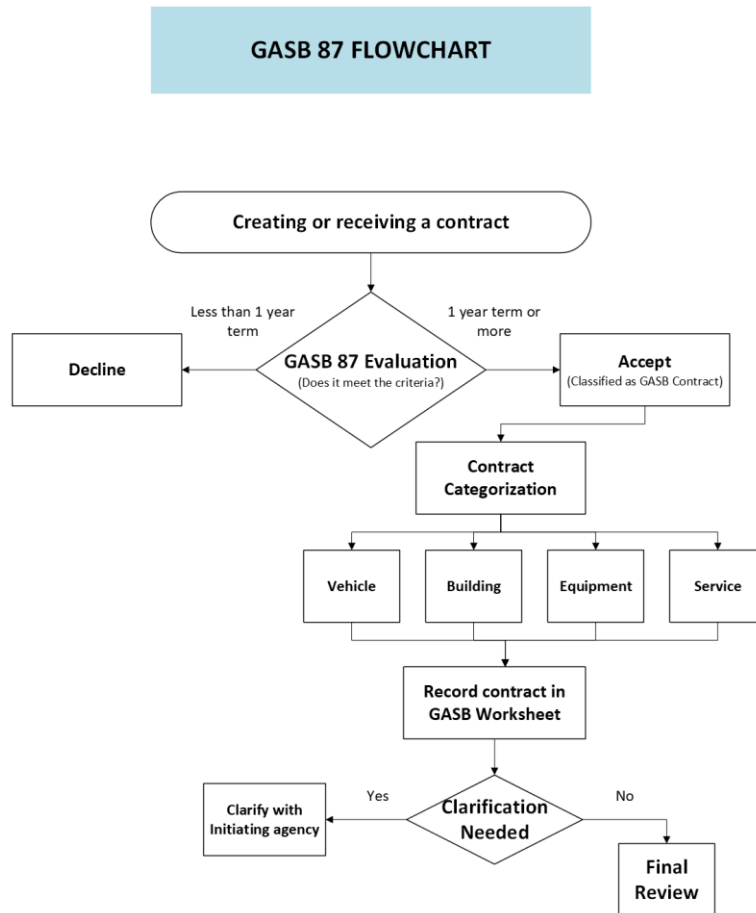 GASB 87 FLOWCHART
Creating or receiving a contract
Less than 1 year
term
1 year term or
more
Decline
GASB 87 Evaluation
(Does it meet the criteria?)
Accept
(Classified as GASB Contract)
Contract
Categorization
Vehicle
Building
Equipment
Service
Record contract in
GASB Worksheet
Yes
No
Clarify with
Initiating agency
Clarification
Needed
Final
Review